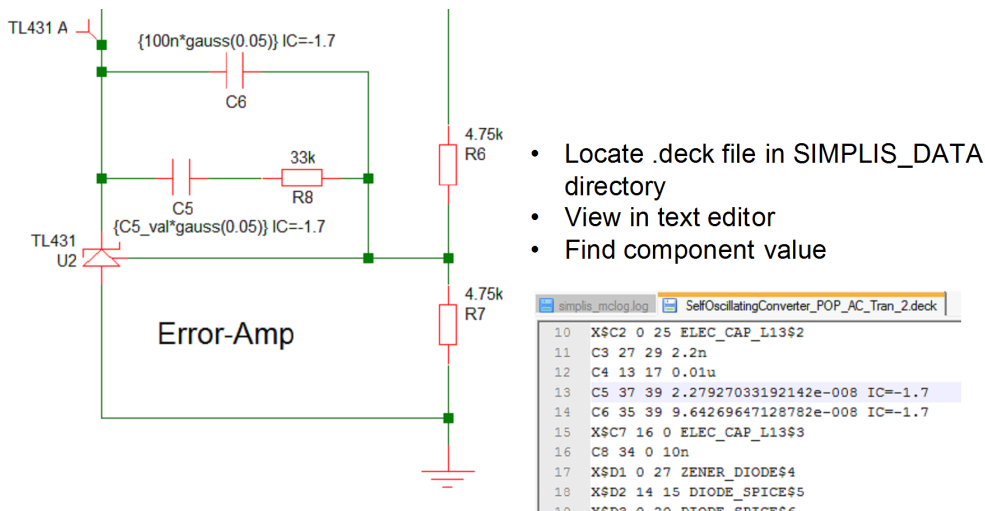 TL431 A
{100n*gauss(0.05)} IC=-1.7
C6
4.75k
R6
33k
R8
C5
{C5_val*gauss(0.05)} IC=-1.7
TL431
U2
4.75k
R7
Error-Amp
• Locate .deck file in SIMPLIS_DATA
directory
• View in text editor
• Find component value
simplis_mclog.log SelfOscillatingConverter_POP_AC_Tran_2.deck
10 X$C2 0 25 ELEC_CAP_L13$2
11 C3 27 29 2.2n
12 C4 13 17 0.01u
13 C5 37 39 2.27927033192142e-008 IC=-1.7
14 C6 35 39 9.64269647128782e-008 IC=-1.7
15 X$C7 16 0 ELEC_CAP_L13$3
16 C8 34 0 10n
17 X$D1 0 27 ZENER_DIODE$4
18 X$D2 14 15 DIODE_SPICE$5